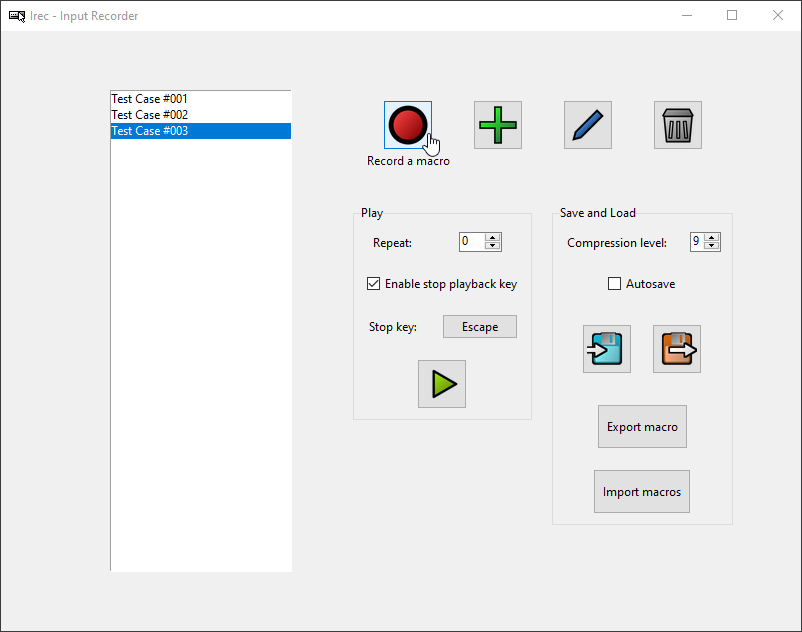 Irec - Input Recorder
Test Case #001
Test Case #002
Test Case #003
Record a macro
Play
Repeat:
0
Enable stop playback key
Stop key:
Escape
Save and Load
Compression level:
9
Autosave
Export macro
Import macros